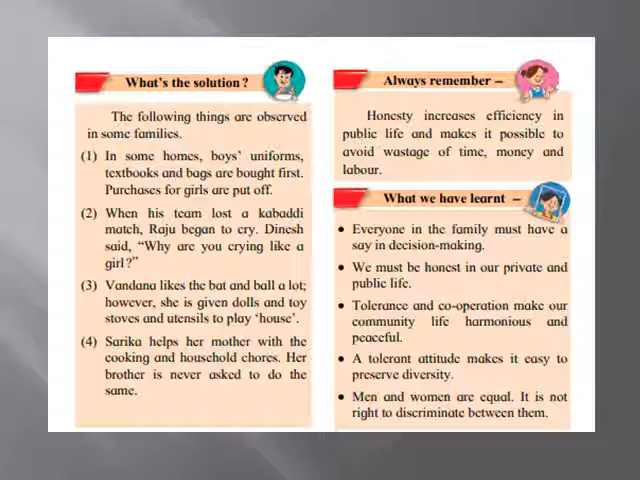 What's the solution?
The following things are observed
in some families.
(1) In some homes, boys' uniforms,
textbooks and bags are bought first.
Purchases for girls are put off.
(2) When his team lost a kabaddi
match, Raju began to cry. Dinesh
said, “Why are you crying like a
girl?”
(3) Vandana likes the bat and ball a lot;
however, she is given dolls and toy
stoves and utensils to play ‘house’.
(4) Sarika helps her mother with the
cooking and household chores. Her
brother is never asked to do the
same.
Always remember –
Honesty increases efficiency in
public life and makes it possible to
avoid wastage of time, money and
labour.
What we have learnt –
• Everyone in the family must have a
say in decision-making.
• We must be honest in our private and
public life.
• Tolerance and co-operation make our
community life harmonious and
peaceful.
• A tolerant attitude makes it easy to
preserve diversity.
• Men and women are equal. It is not
right to discriminate between them.